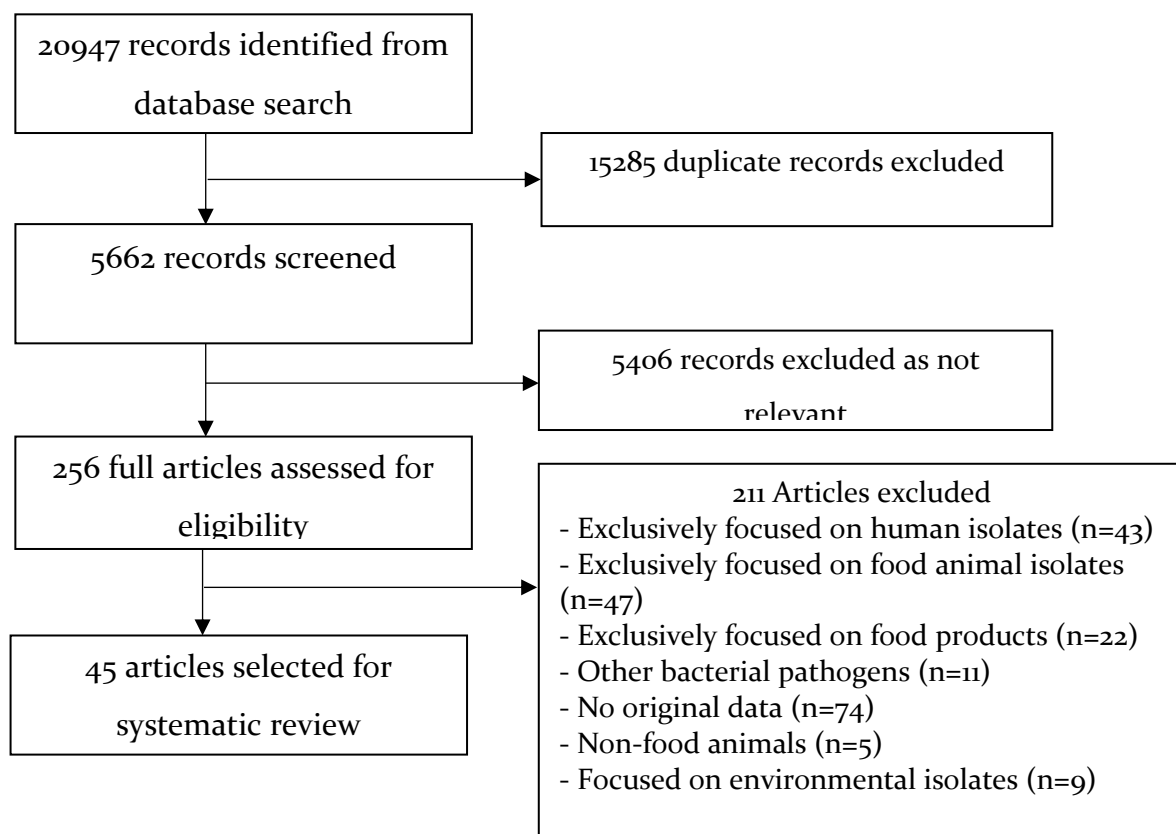 20947 records identified from
database search
15285 duplicate records excluded
5662 records screened
5406 records excluded as not
relevant
256 full articles assessed for
eligibility
211 Articles excluded
- Exclusively focused on human isolates (n=43)
- Exclusively focused on food animal isolates
(n=47)
- Exclusively focused on food products (n=22)
- Other bacterial pathogens (n=11)
- No original data (n=74)
- Non-food animals (n=5)
- Focused on environmental isolates (n=9)
45 articles selected for
systematic review